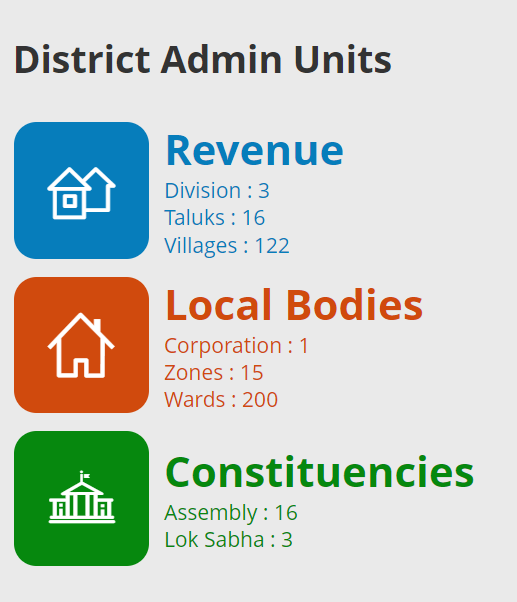 District Admin Units
Revenue
Division : 3
Taluks : 16
Villages : 122
Local Bodies
Corporation : 1
Zones : 15
Wards : 200
Constituencies
Assembly : 16
Lok Sabha : 3